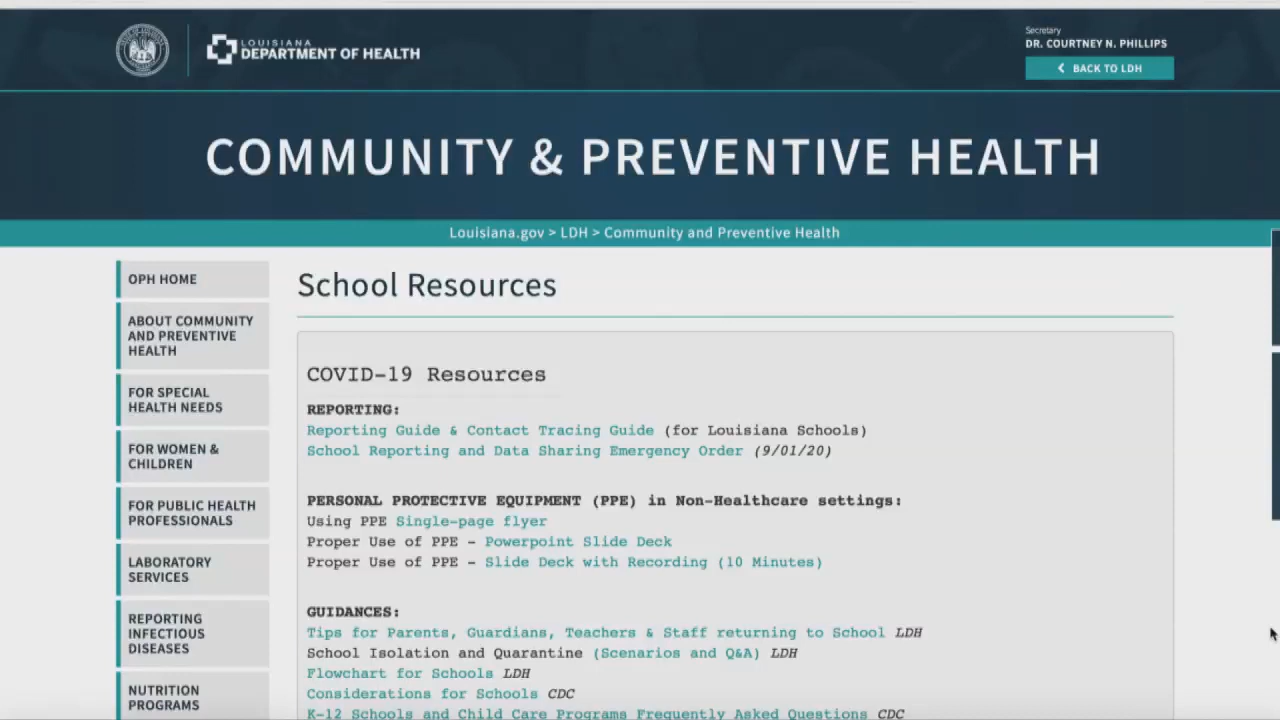 LOUISIANA
DEPARTMENT OF HEALTH
Secretary
DR. COURTNEY N. PHILLIPS
BACK TO LDH
COMMUNITY & PREVENTIVE HEALTH
Louisiana.gov > LDH > Community and Preventive Health
OPH HOME
ABOUT COMMUNITY
AND PREVENTIVE
HEALTH
FOR SPECIAL
HEALTH NEEDS
FOR WOMEN &
CHILDREN
FOR PUBLIC HEALTH
PROFESSIONALS
LABORATORY
SERVICES
REPORTING
INFECTIOUS
DISEASES
NUTRITION
PROGRAMS
School Resources
COVID-19 Resources
REPORTING:
Reporting Guide & Contact Tracing Guide (for Louisiana Schools)
School Reporting and Data Sharing Emergency Order (9/01/20)
PERSONAL PROTECTIVE EQUIPMENT (PPE) in Non-Healthcare settings:
Using PPE Single-page flyer
Proper Use of PPE - Powerpoint Slide Deck
Proper Use of PPE - Slide Deck with Recording (10 Minutes)
GUIDANCES:
Tips for Parents, Guardians, Teachers & Staff returning to School LDH
School Isolation and Quarantine (Scenarios and Q&A) LDH
Flowchart for Schools LDH
Considerations for Schools CDC
K-12 Schools and Child Care Programs Frequently Asked Questions CDC